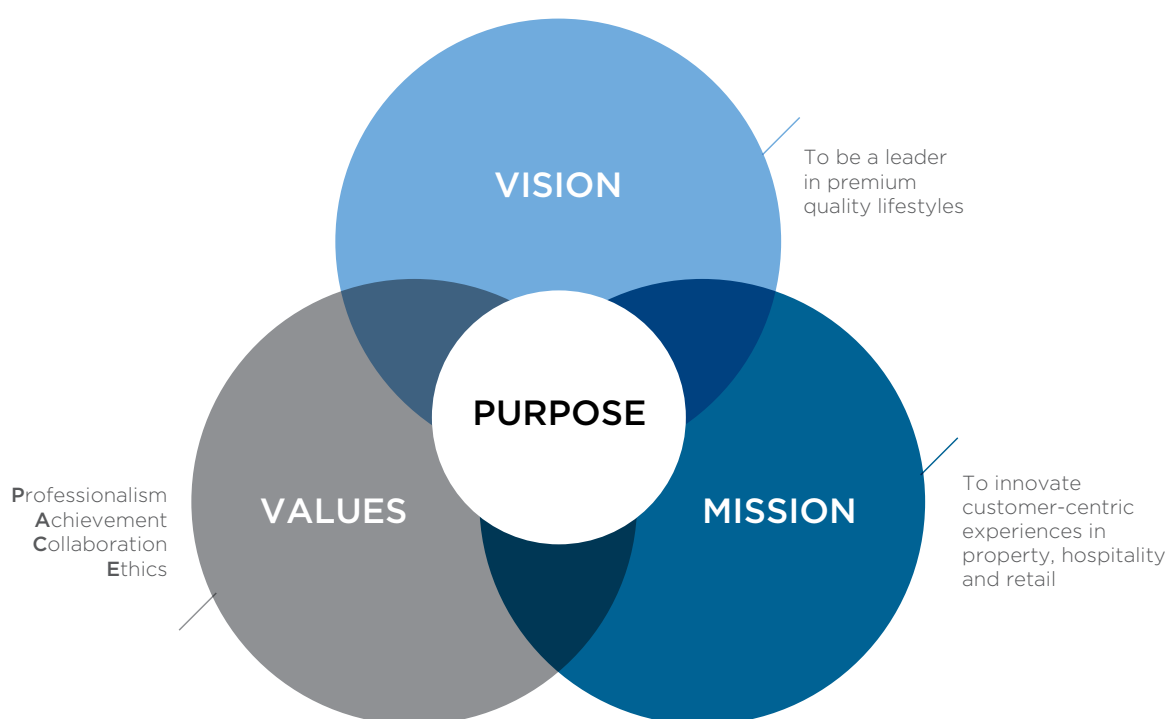 VISION
To be a leader
in premium
quality lifestyles
PURPOSE
Professionalism
Achievement
Collaboration
Ethics
VALUES
MISSION
To innovate
customer-centric
experiences in
property, hospitality
and retail